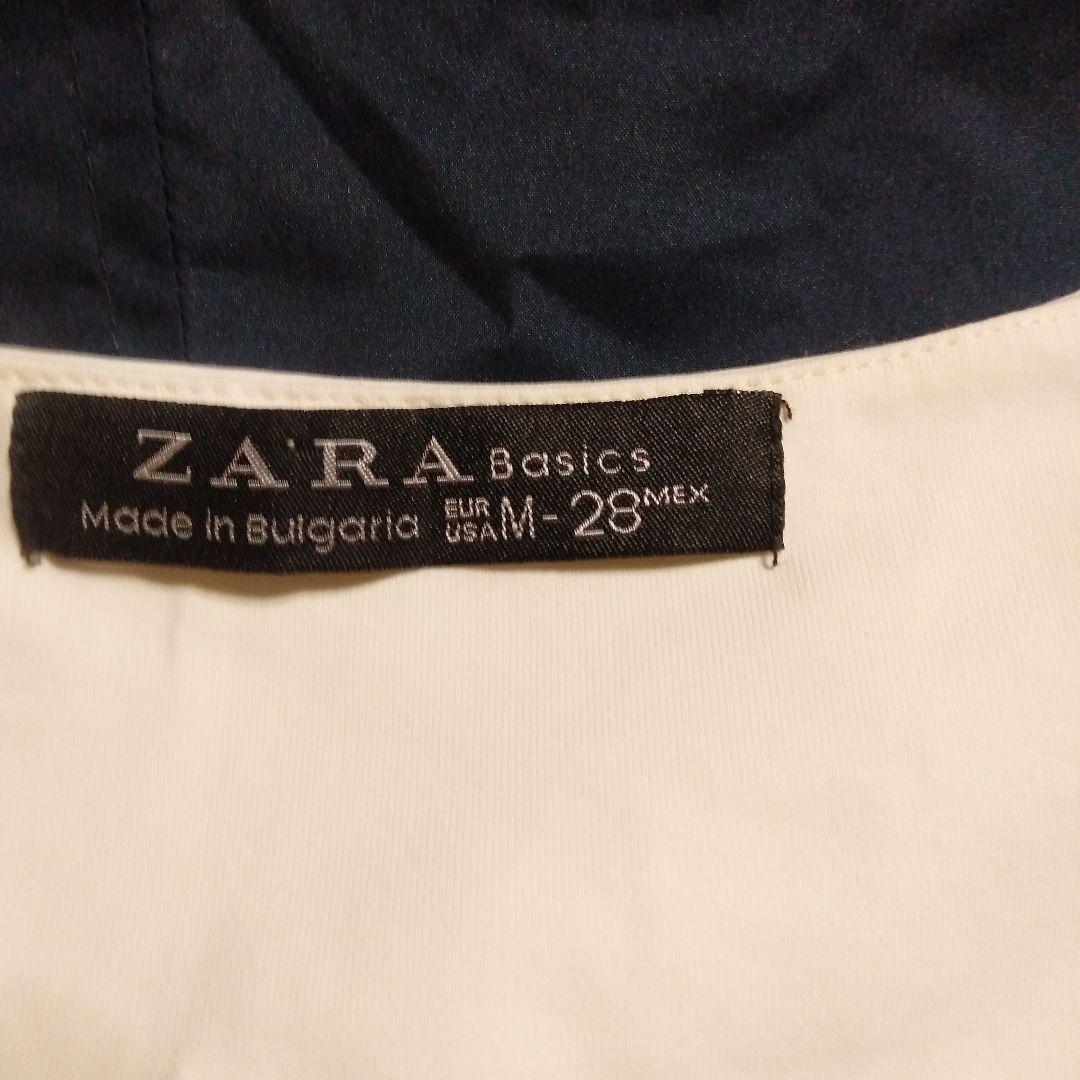 ZARA Basics
Made in Bulgaria EUR USA M-28 MEX